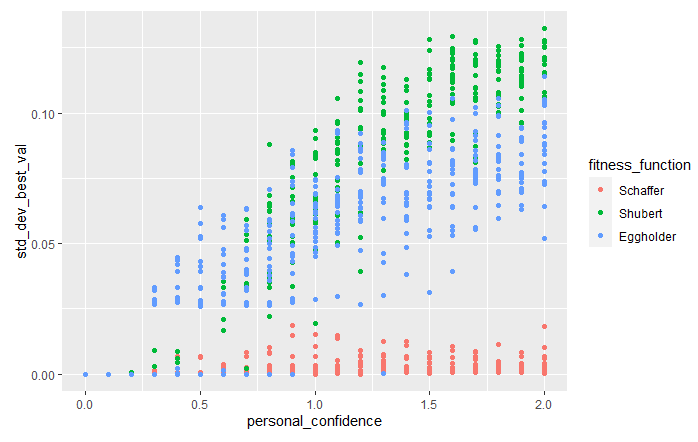 std_dev_best_val
0.10
0.05
0.00
0.0
0.5
1.0
1.5
2.0
personal_confidence
fitness_function
Schaffer
Shubert
Eggholder